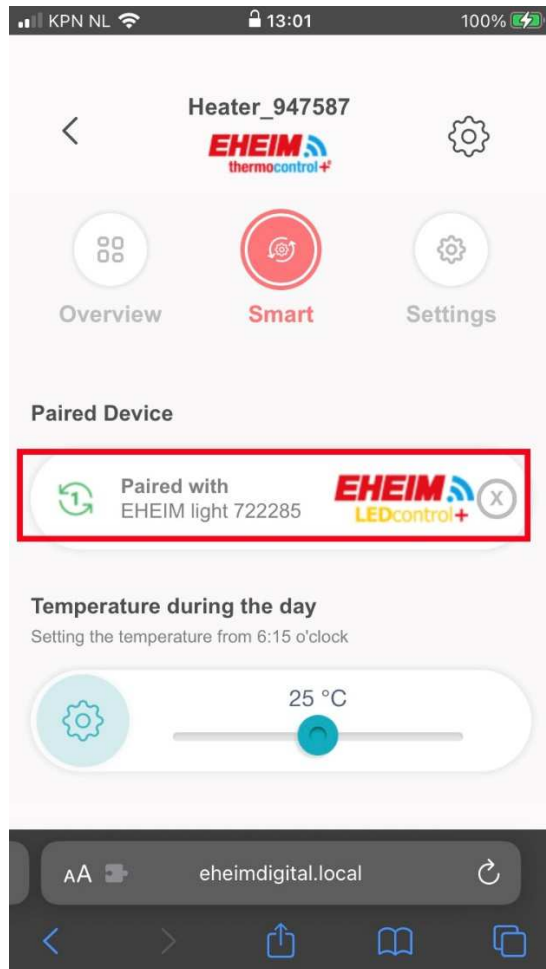 KPN NL 13:01 100%
Heater_947587
EHEIM
thermocontrol+e
Overview Smart Settings
Paired Device
1 Paired with
EHEIM light 722285
EHEIM
LEDcontrol+
X
Temperature during the day
Setting the temperature from 6:15 o'clock
25 °C
AA eheimdigital.local